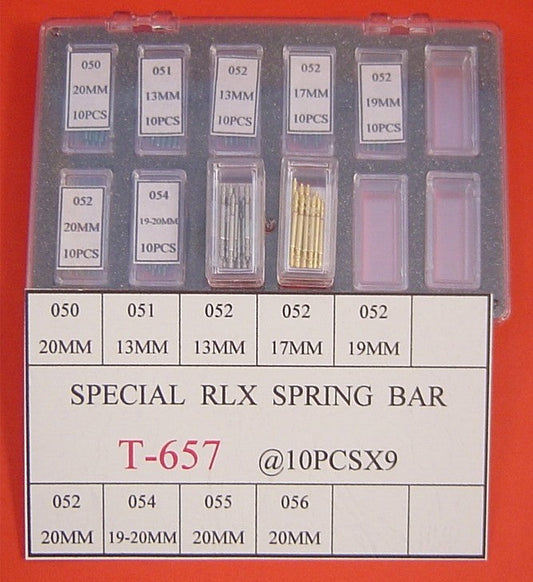 050 051 052 052 052
20MM 13MM 13MM 17MM 19MM
10PCS 10PCS 10PCS 10PCS 10PCS
052 054
20MM 19-20MM
10PCS 10PCS
050 051 052 052 052
20MM 13MM 13MM 17MM 19MM
SPECIAL RLX SPRING BAR
T-657 @10PCSX9
052 054 055 056
20MM 19-20MM 20MM 20MM